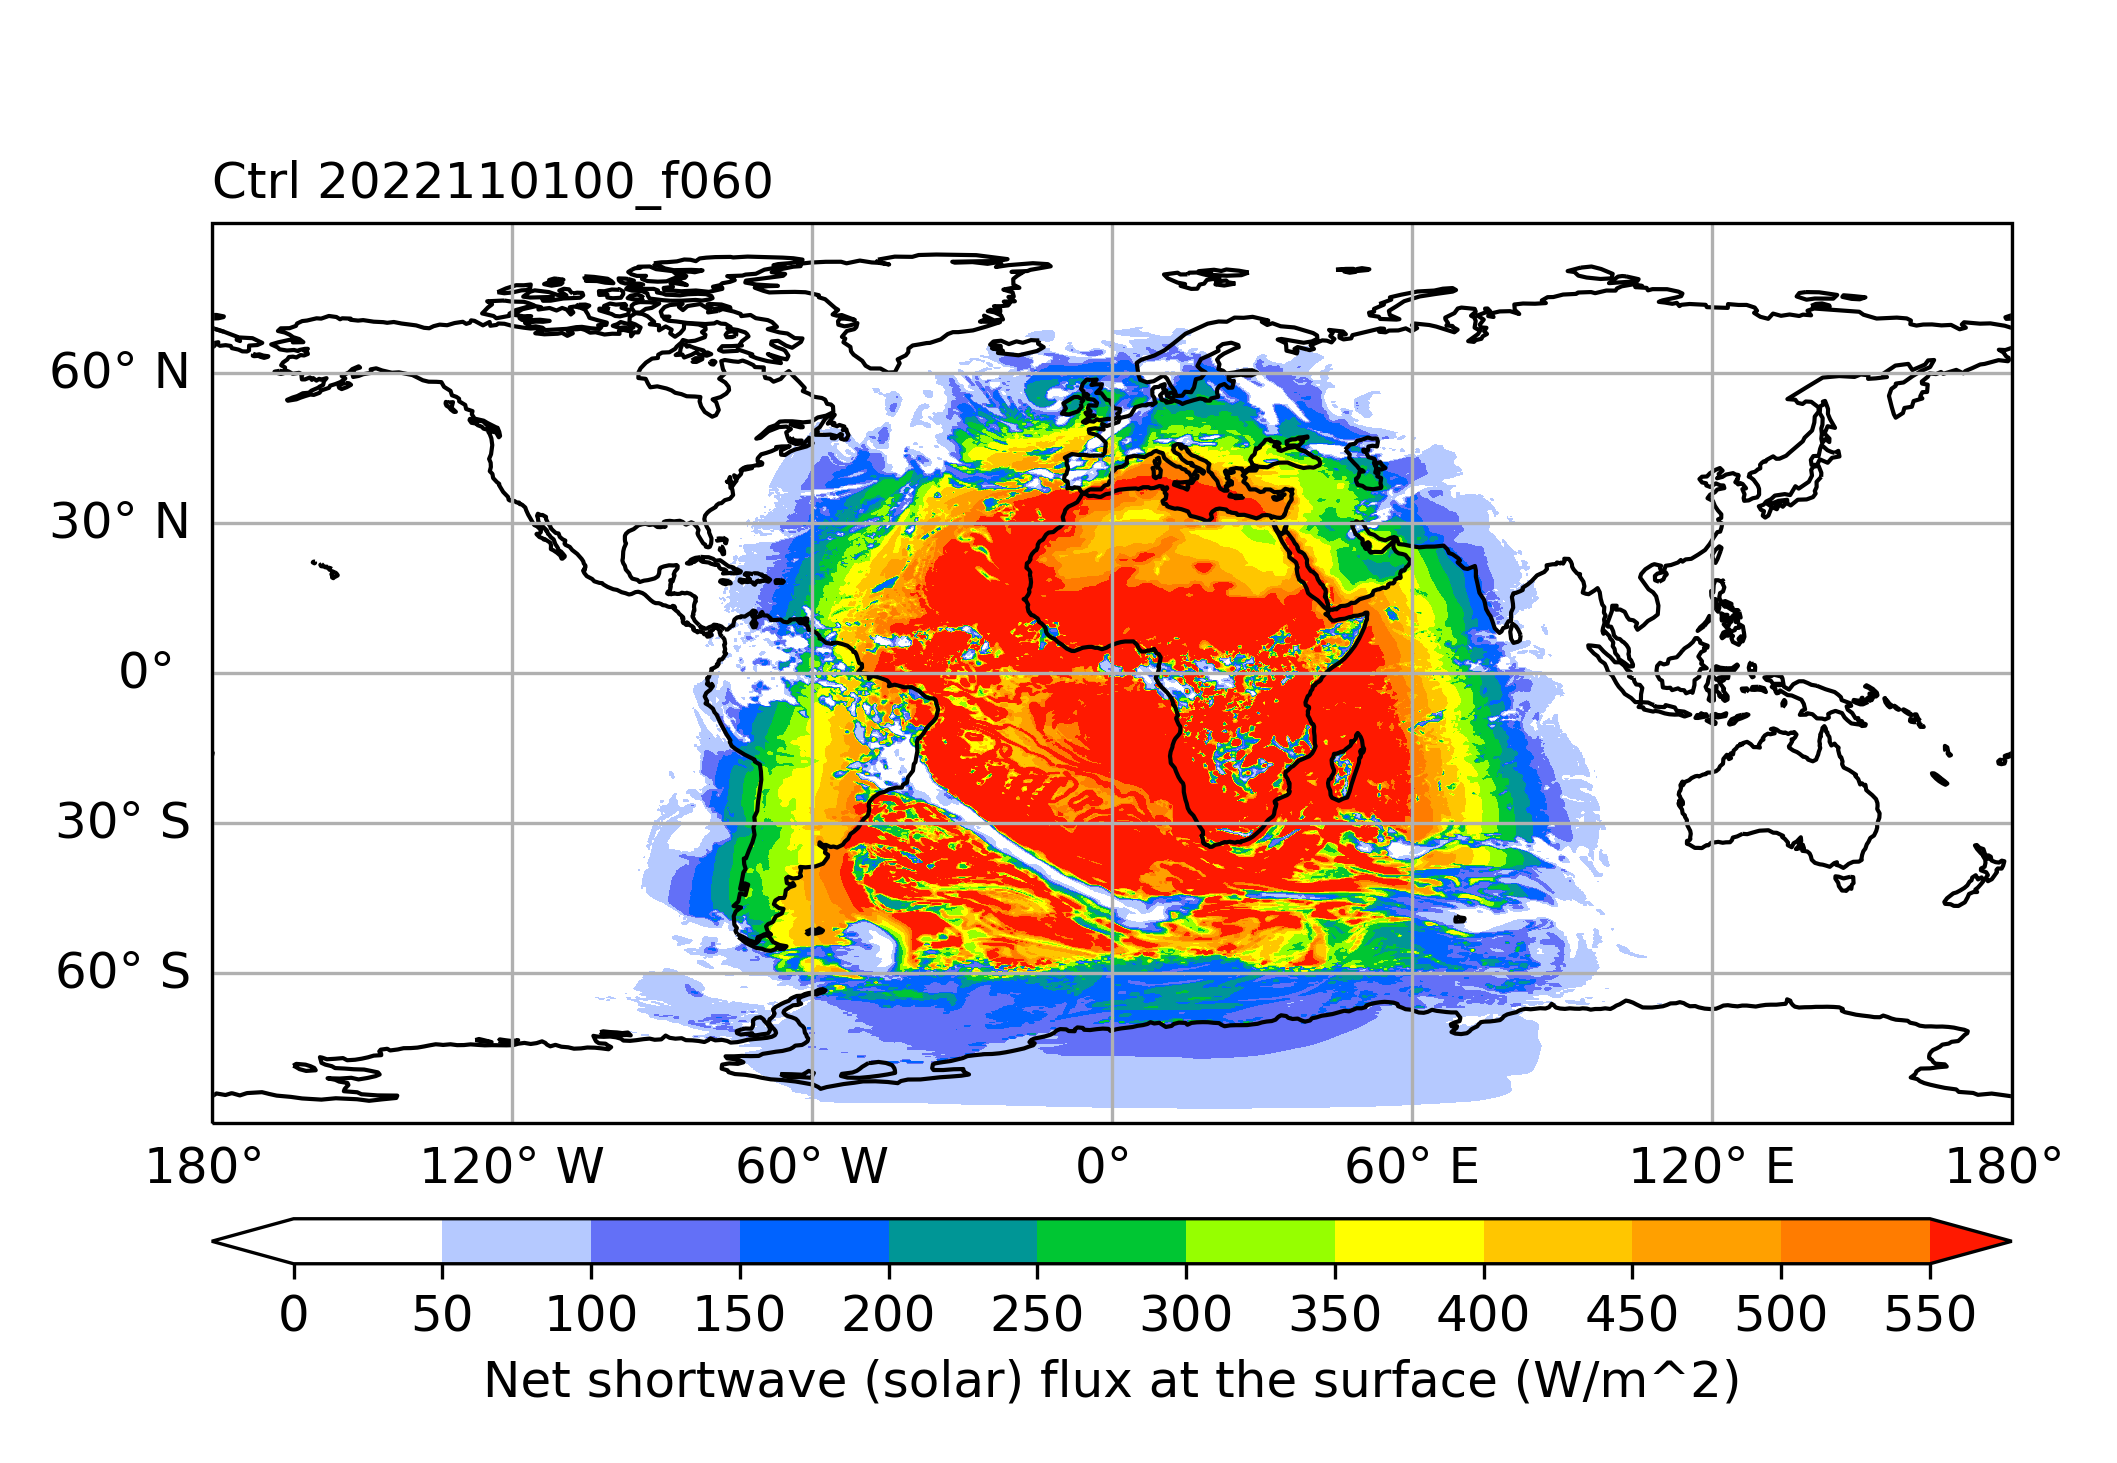 Ctrl 2022110100_f060
60° N
30° N
0°
30° S
60° S
180° 120° W 60° W 0° 60° E 120° E 180°
0 50 100 150 200 250 300 350 400 450 500 550
Net shortwave (solar) flux at the surface (W/m^2)